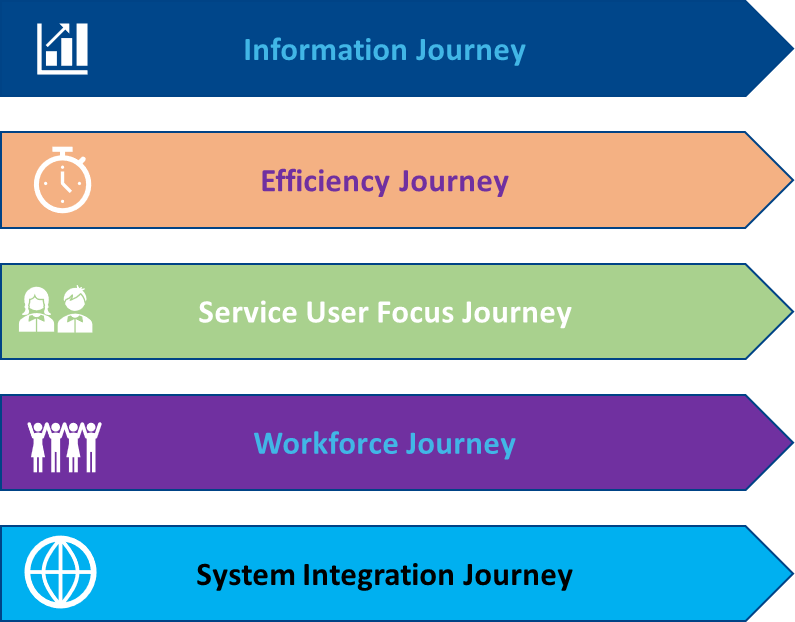 Information Journey
Efficiency Journey
Service User Focus Journey
Workforce Journey
System Integration Journey